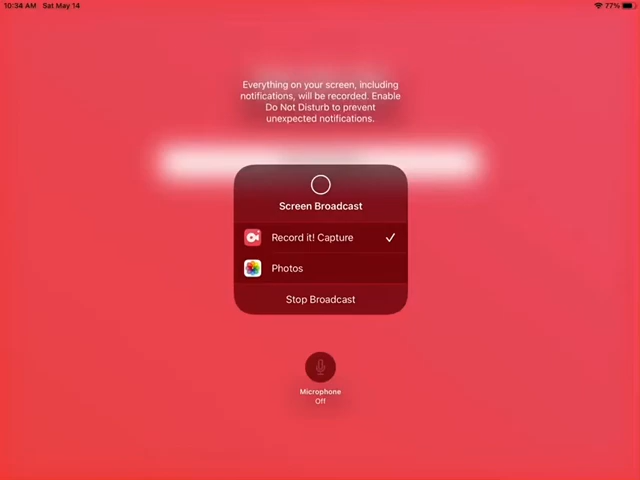 10:34 AM Sat May 14
77%
Everything on your screen, including
notifications, will be recorded. Enable
Do Not Disturb to prevent
unexpected notifications.
Screen Broadcast
Record it! Capture
Photos
Stop Broadcast
Microphone
Off